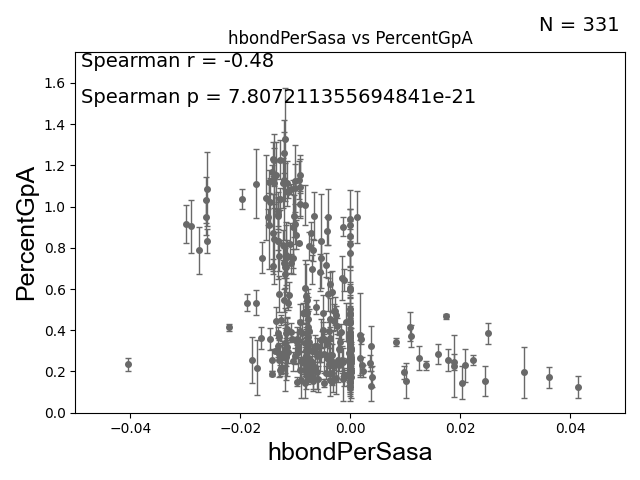 N = 331
hbondPerSasa vs PercentGpA
Spearman r = -0.48
Spearman p = 7.807211355694841e-21
PercentGpA
1.6
1.4
1.2
1.0
0.8
0.6
0.4
0.2
0.0
−0.04 −0.02 0.00 0.02 0.04
hbondPerSasa